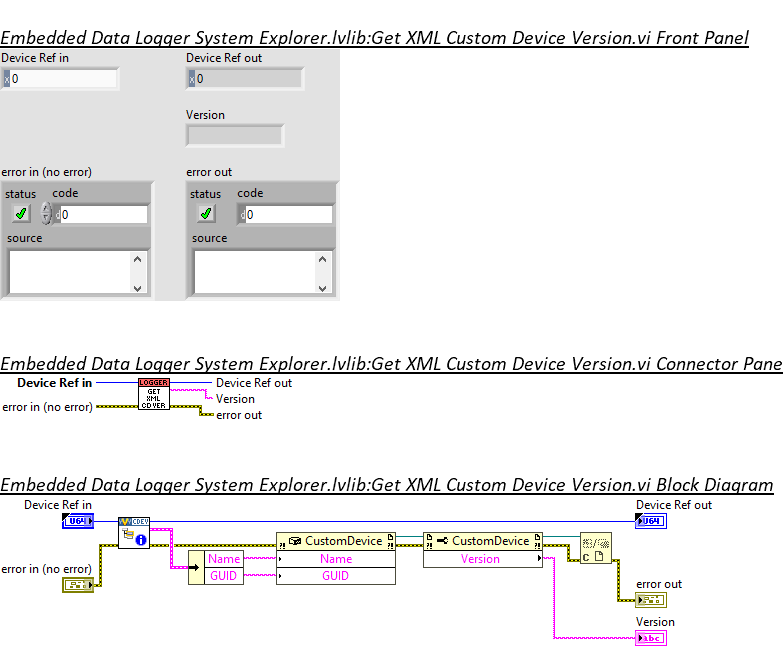 Embedded Data Logger System Explorer.lvlib:Get XML Custom Device Version.vi Front Panel
Device Ref in
Device Ref out
x 0
x 0
Version
error in (no error)
error out
status code
status code
d 0
d 0
source
source
Embedded Data Logger System Explorer.lvlib:Get XML Custom Device Version.vi Connector Pane
Device Ref in
LOGGER
GET
XML
CD VER
Device Ref out
Version
error in (no error)
error out
Embedded Data Logger System Explorer.lvlib:Get XML Custom Device Version.vi Block Diagram
Device Ref in
Device Ref out
U64
CDEV
U64
CustomDevice
CustomDevice
Name
Name
Version
GUID
GUID
C
error in (no error)
error out
Version
abc